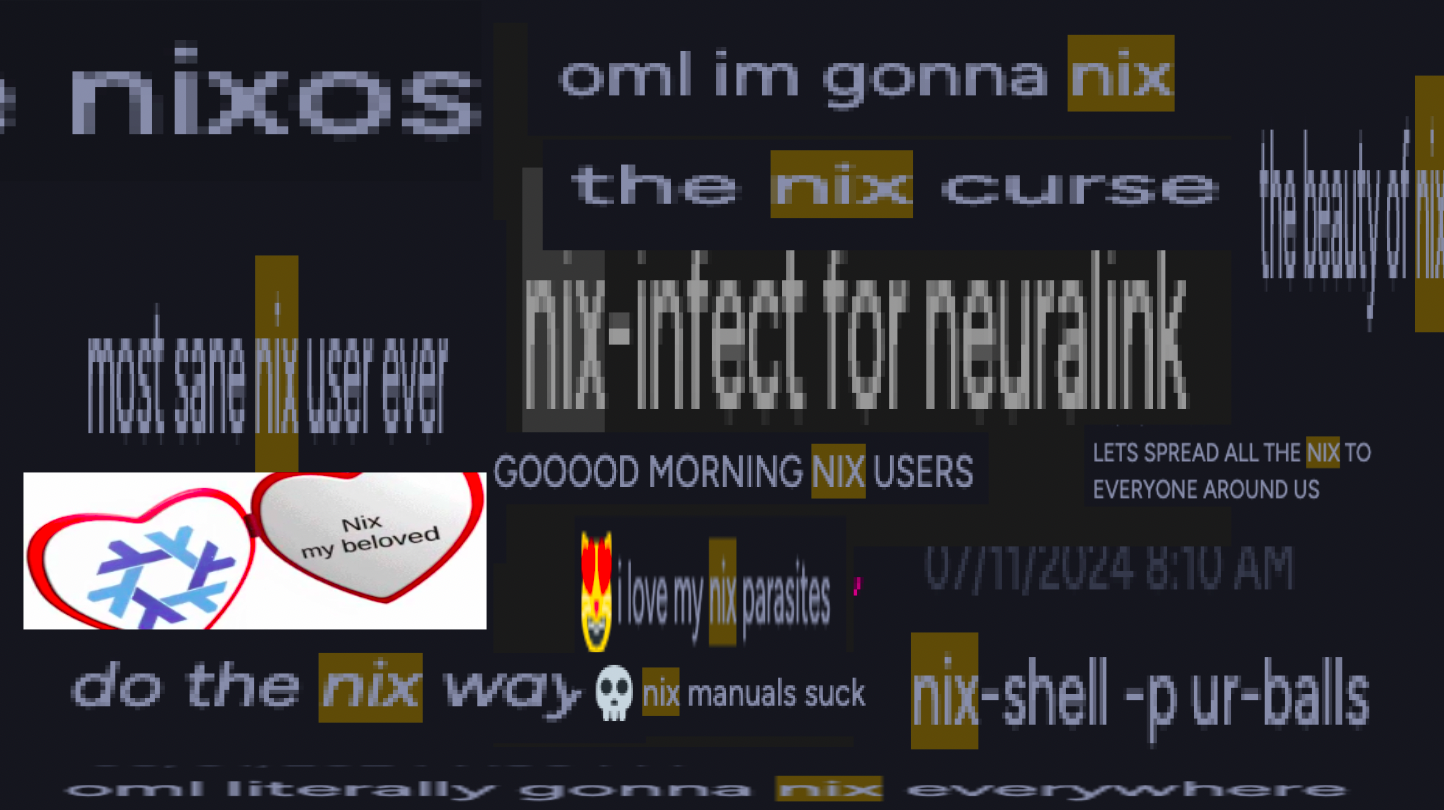 nixos
oml im gonna nix
the nix curse
the beauty of nix
nix-infect for neuralink
most sane nix user ever
GOOOOD MORNING NIX USERS
LETS SPREAD ALL THE NIX TO
EVERYONE AROUND US
Nix
my beloved
i love my nix parasites
07/11/2024 8:10 AM
do the nix way
nix manuals suck
nix-shell -p ur-balls
oml literally gonna nix everywhere